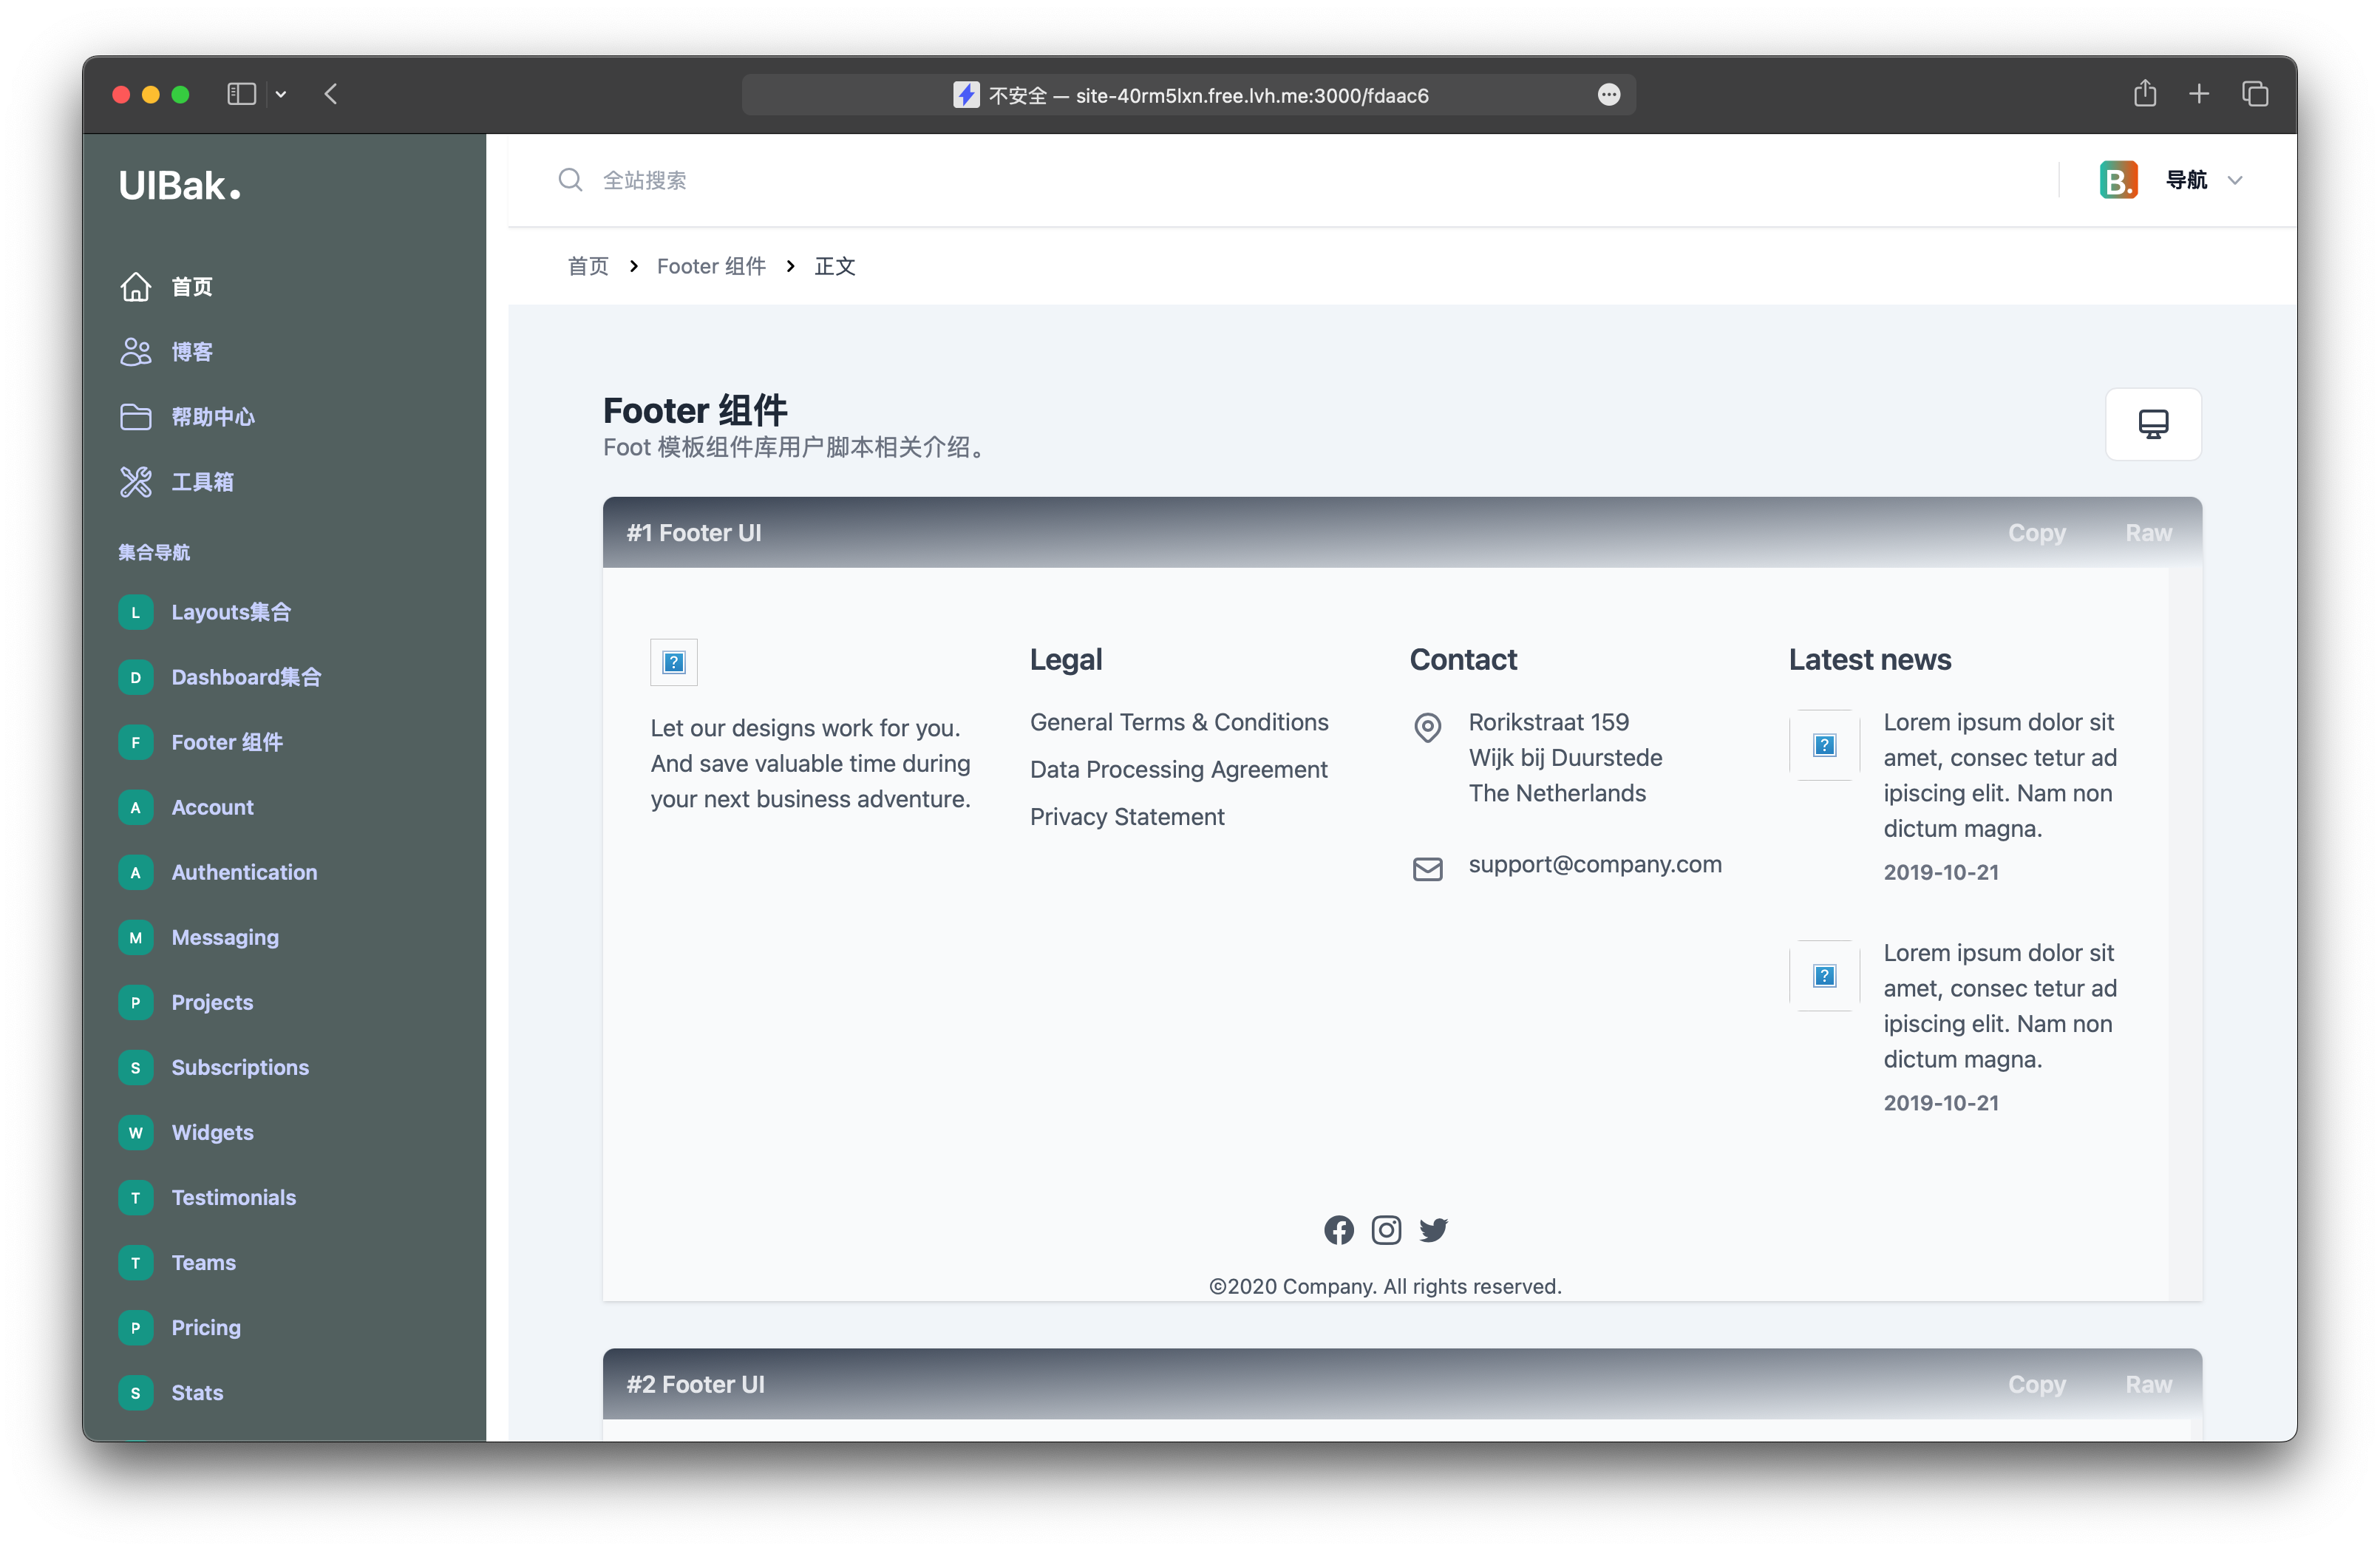 不安全 — site-40rm5lxn.free.lvh.me:3000/fdaac6
UIBak.
首页
博客
帮助中心
工具箱
集合导航
L Layouts集合
D Dashboard集合
F Footer 组件
A Account
A Authentication
M Messaging
P Projects
S Subscriptions
W Widgets
T Testimonials
T Teams
P Pricing
S Stats
全站搜索
B. 导航
首页 > Footer 组件 > 正文
Footer 组件
Foot 模板组件库用户脚本相关介绍。
#1 Footer UI Copy Raw
Let our designs work for you.
And save valuable time during
your next business adventure.
Legal
General Terms & Conditions
Data Processing Agreement
Privacy Statement
Contact
Rorikstraat 159
Wijk bij Duurstede
The Netherlands
support@company.com
Latest news
Lorem ipsum dolor sit
amet, consec tetur ad
ipiscing elit. Nam non
dictum magna.
2019-10-21
Lorem ipsum dolor sit
amet, consec tetur ad
ipiscing elit. Nam non
dictum magna.
2019-10-21
©2020 Company. All rights reserved.
#2 Footer UI Copy Raw